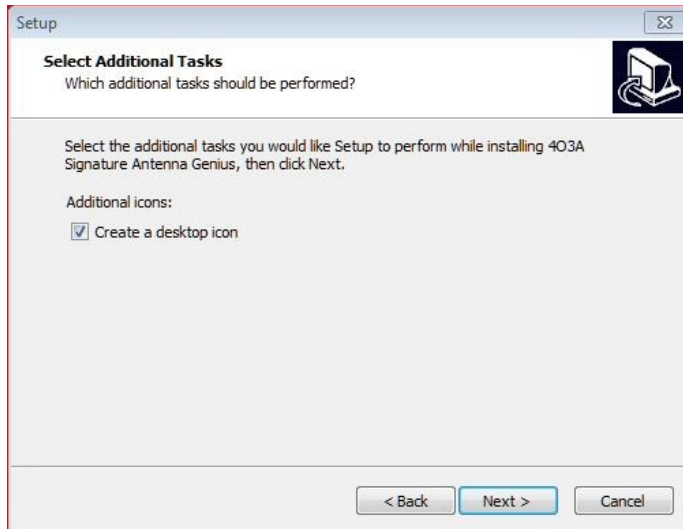 Setup
Select Additional Tasks
Which additional tasks should be performed?
Select the additional tasks you would like Setup to perform while installing 4O3A
Signature Antenna Genius, then click Next.
Additional icons:
Create a desktop icon
< Back
Next >
Cancel